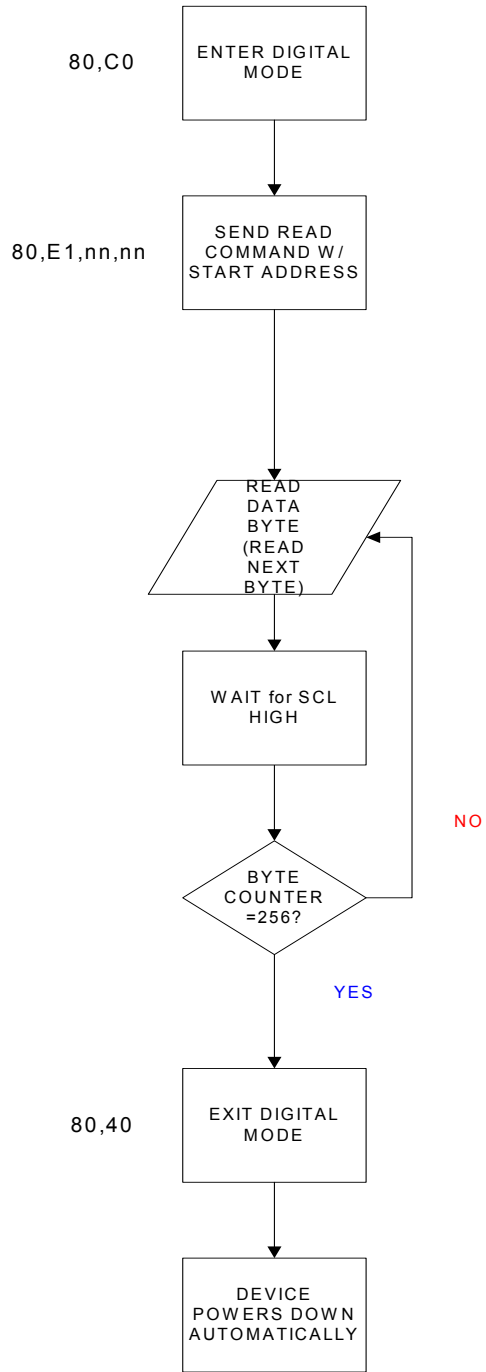 80,C0
ENTER DIGITAL
MODE
80,E1,nn,nn
SEND READ
COMMAND W/
START ADDRESS
READ
DATA
BYTE
(READ
NEXT
BYTE)
WAIT for SCL
HIGH
NO
BYTE
COUNTER
=256?
YES
80,40
EXIT DIGITAL
MODE
DEVICE
POWERS DOWN
AUTOMATICALLY